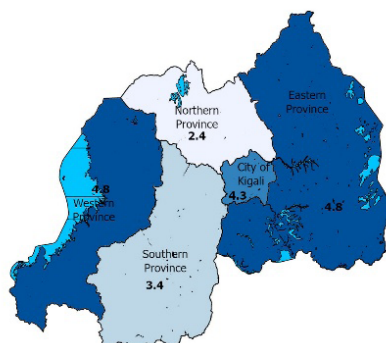 Eastern
Province
Northern
Province
2.4
City of
Kigali
4.3
4.8
Western
Province
4.8
Southern
Province
3.4